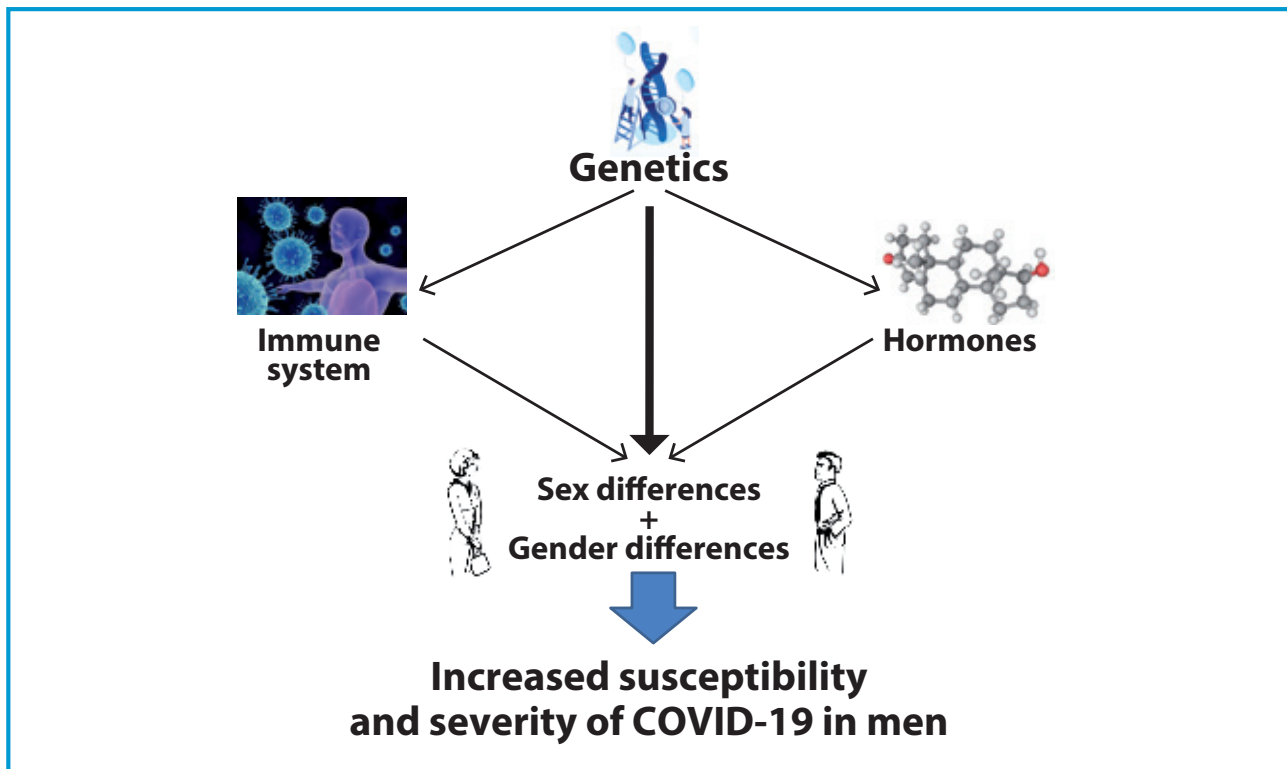 Genetics
Immune
system
Hormones
Sex differences
+
Gender differences
Increased susceptibility
and severity of COVID-19 in men